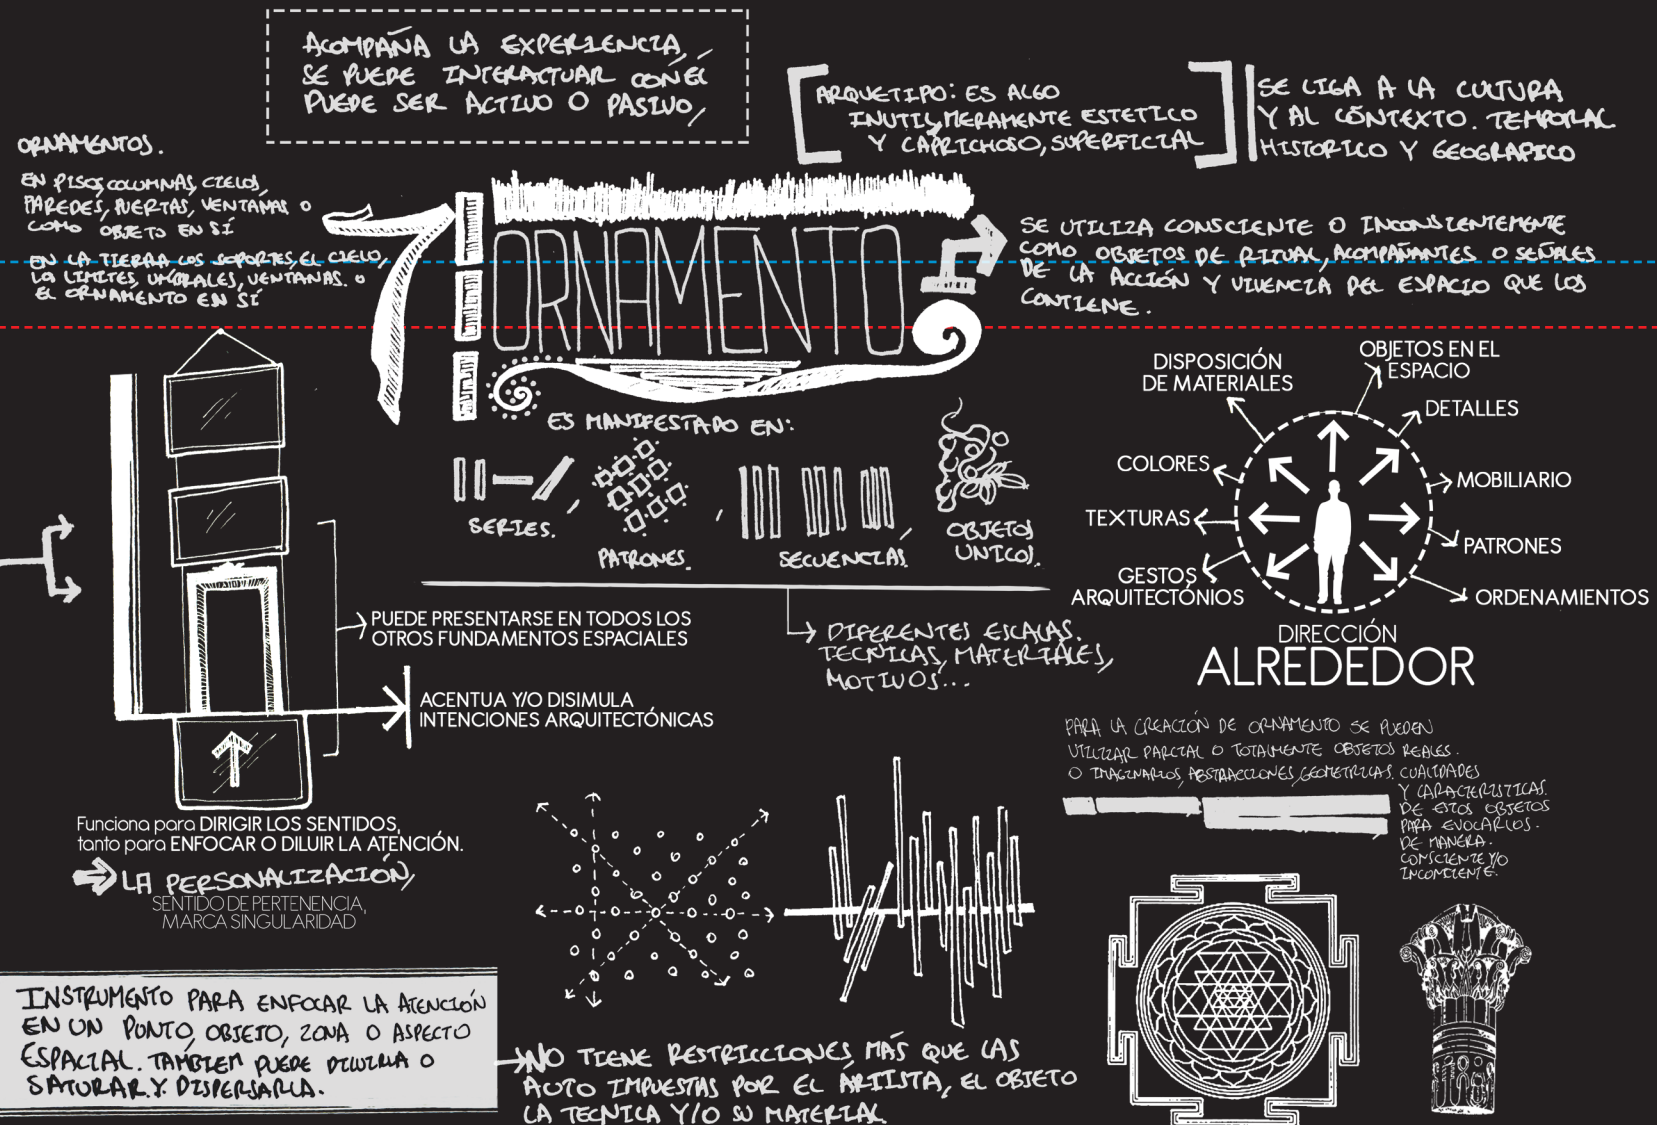 ACOMPAÑA LA EXPERIENCIA,
SE PUEDE INTERACTUAR CON ÉL
PUEDE SER ACTIVO O PASIVO,
ARQUETIPO: ES ALGO
INUTIL, MERAMENTE ESTETICO
Y CAPRICHOSO, SUPERFICIAL
SE LIGA A LA CULTURA
Y AL CONTEXTO. TEMPORAL
HISTORICO Y GEOGRAFICO
ORNAMENTOS.
EN PISOS, COLUMNAS, CIELOS,
PAREDES, PUERTAS, VENTANAS O
COMO OBJETO EN SÍ
EN LA TIERRA LOS SOPORTES, EL CIELO,
LO LIMITES, UMBRALES, VENTANAS. O
EL ORNAMENTO EN SÍ
7
ORNAMENTO
SE UTILIZA CONSCIENTE O INCONSCIENTEMENTE
COMO OBJETOS DE RITUAL, ACOMPAÑANTES O SEÑALES
DE LA ACCIÓN Y VIVENCIA DEL ESPACIO QUE LOS
CONTIENE.
ES MANIFESTADO EN:
SERIES.
PATRONES.
SECUENCIAS.
OBJETOS
UNICOS.
DIFERENTES ESCALAS.
TECNICAS, MATERIALES,
MOTIVOS...
DISPOSICIÓN
DE MATERIALES
OBJETOS EN EL
ESPACIO
DETALLES
COLORES
MOBILIARIO
TEXTURAS
PATRONES
GESTOS
ARQUITECTÓNIOS
ORDENAMIENTOS
DIRECCIÓN
ALREDEDOR
PUEDE PRESENTARSE EN TODOS LOS
OTROS FUNDAMENTOS ESPACIALES
ACENTUA Y/O DISIMULA
INTENCIONES ARQUITECTÓNICAS
Funciona para DIRIGIR LOS SENTIDOS,
tanto para ENFOCAR O DILUIR LA ATENCIÓN.
LA PERSONALIZACIÓN,
SENTIDO DE PERTENENCIA,
MARCA SINGULARIDAD
PARA LA CREACIÓN DE ORNAMENTO SE PUEDEN
UTILIZAR PARCIAL O TOTALMENTE OBJETOS REALES.
O IMAGINARIOS, ABSTRACCIONES, GEOMETRICAS. CUALIDADES
Y CARACTERISTICAS.
DE ESTOS OBJETOS
PARA EVOCARLOS.
DE MANERA.
CONSCIENTE Y/O
INCONCIENTE.
INSTRUMENTO PARA ENFOCAR LA ATENCIÓN
EN UN PUNTO, OBJETO, ZONA O ASPECTO
ESPACIAL. TAMBIEN PUEDE DILUIRLA O
SATURAR Y DISPERSARLA.
NO TIENE RESTRICCIONES, MÁS QUE LAS
AUTO IMPUESTAS POR EL ARTISTA, EL OBJETO
LA TECNICA Y/O SU MATERIAL.